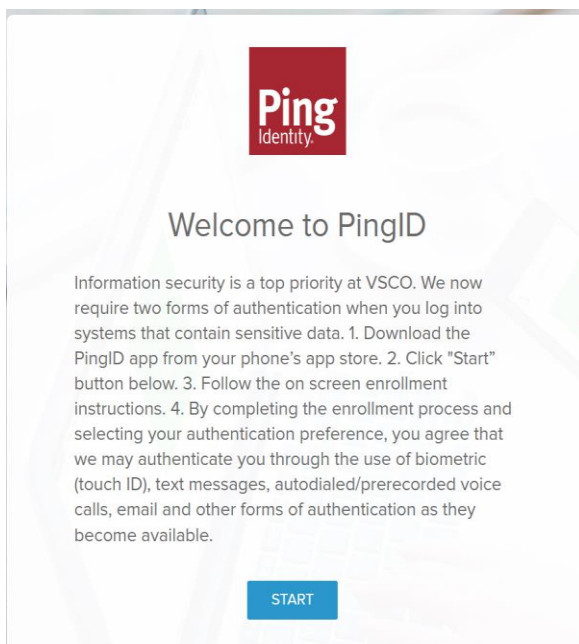 Ping
Identity.
Welcome to PingID
Information security is a top priority at VSCO. We now
require two forms of authentication when you log into
systems that contain sensitive data. 1. Download the
PingID app from your phone’s app store. 2. Click "Start”
button below. 3. Follow the on screen enrollment
instructions. 4. By completing the enrollment process and
selecting your authentication preference, you agree that
we may authenticate you through the use of biometric
(touch ID), text messages, autodialed/prerecorded voice
calls, email and other forms of authentication as they
become available.
START